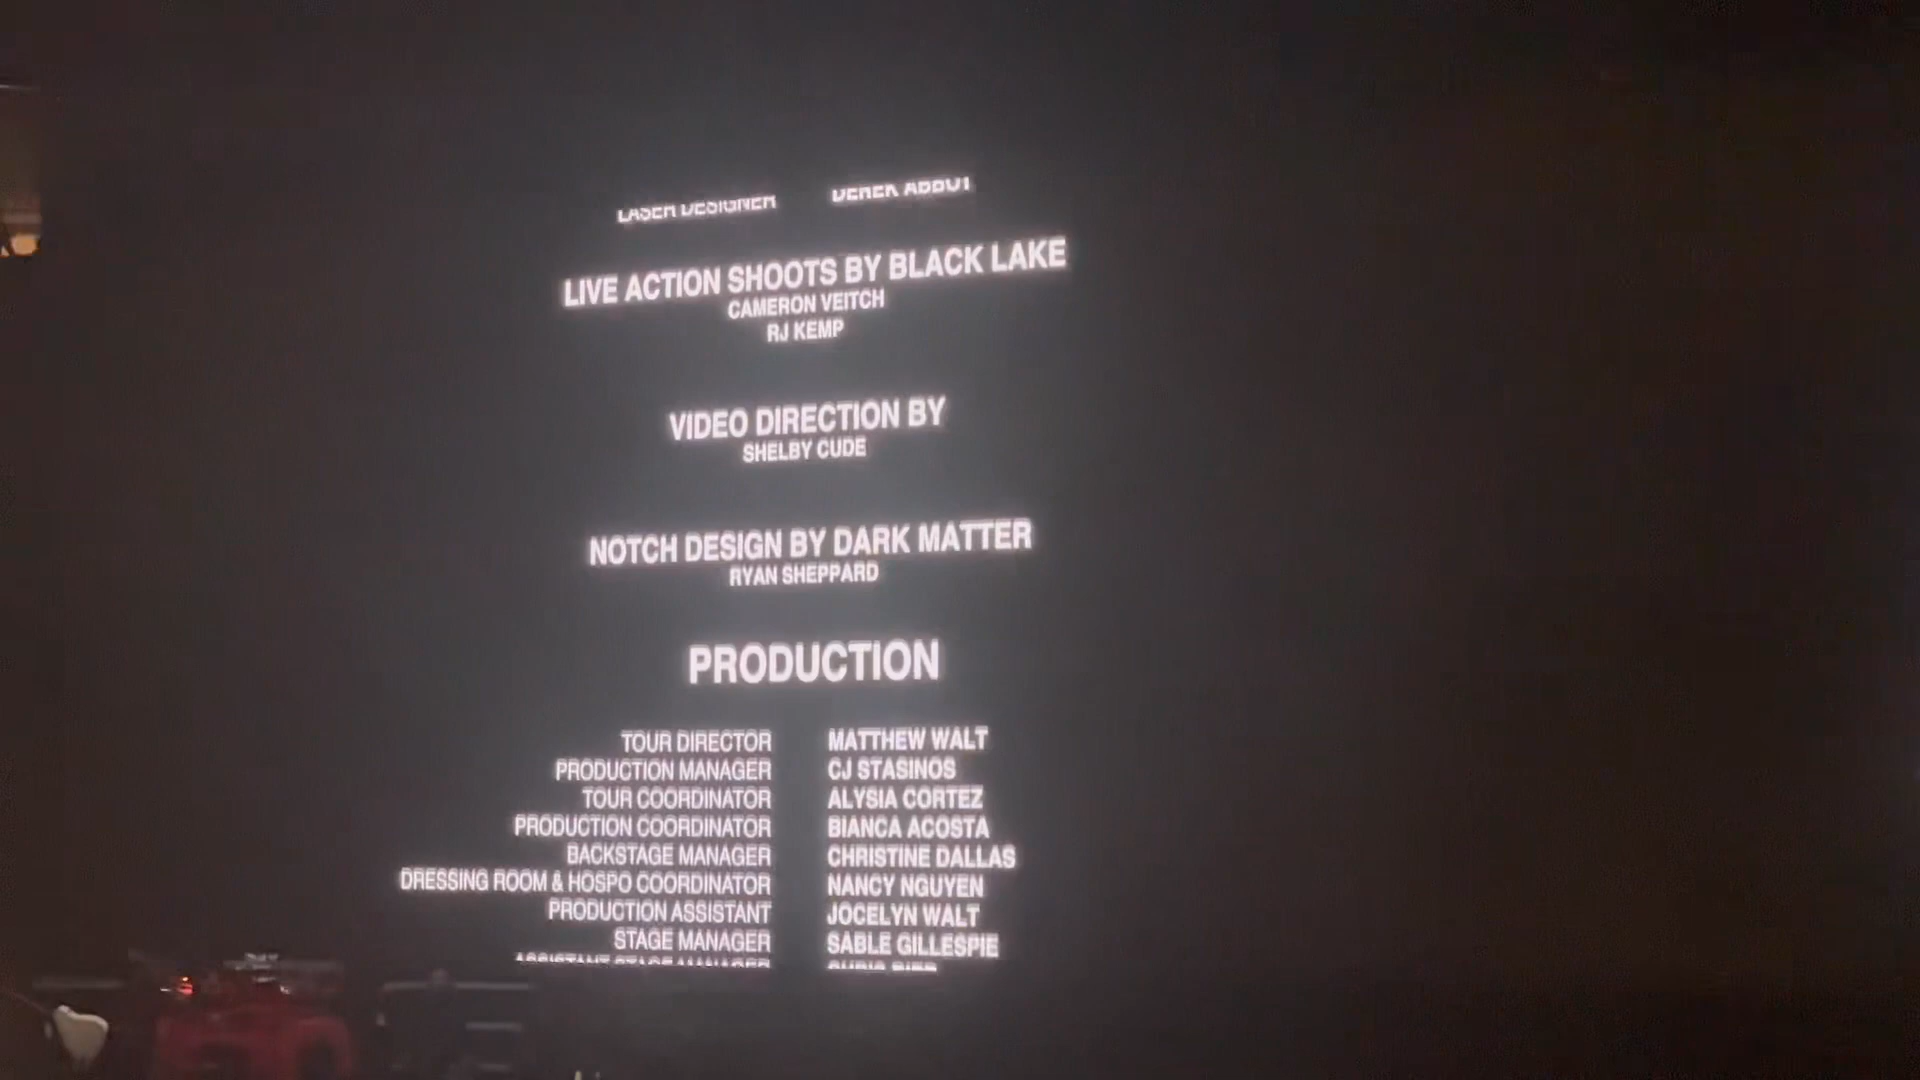 LASER DESIGNER DEREK ABBOT
LIVE ACTION SHOOTS BY BLACK LAKE
CAMERON VEITCH
RJ KEMP
VIDEO DIRECTION BY
SHELBY CUDE
NOTCH DESIGN BY DARK MATTER
RYAN SHEPPARD
PRODUCTION
TOUR DIRECTOR MATTHEW WALT
PRODUCTION MANAGER CJ STASINOS
TOUR COORDINATOR ALYSIA CORTEZ
PRODUCTION COORDINATOR BIANCA ACOSTA
BACKSTAGE MANAGER CHRISTINE DALLAS
DRESSING ROOM & HOSPO COORDINATOR NANCY NGUYEN
PRODUCTION ASSISTANT JOCELYN WALT
STAGE MANAGER SABLE GILLESPIE
ASSISTANT STAGE MANAGER